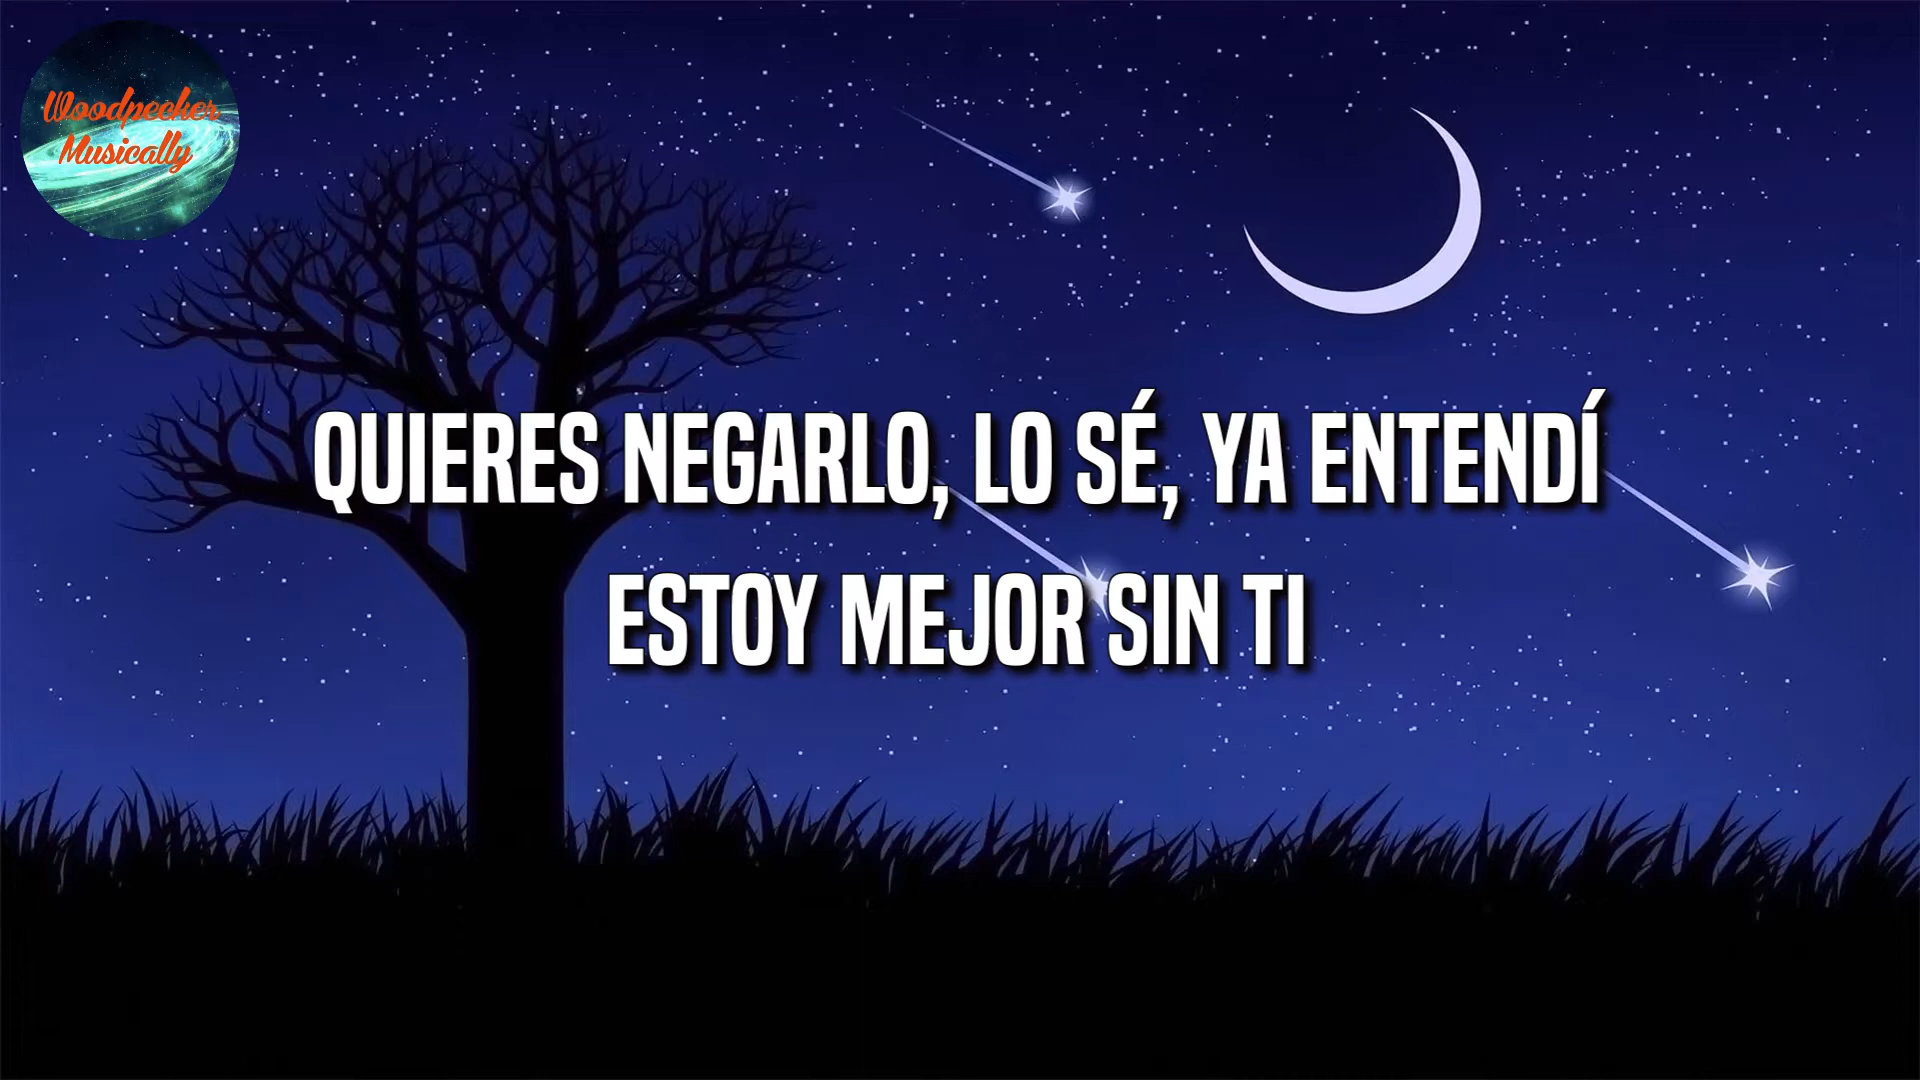 Woodpecker
Musically
QUIERES NEGARLO, LO SÉ, YA ENTENDÍ
ESTOY MEJOR SIN TI